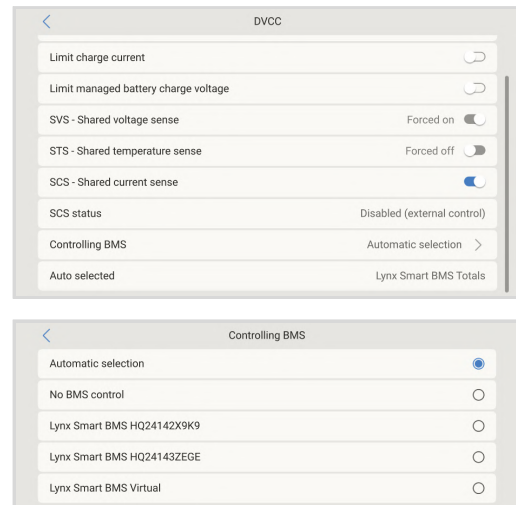 DVCC
Limit charge current
Limit managed battery charge voltage
SVS - Shared voltage sense Forced on
STS - Shared temperature sense Forced off
SCS - Shared current sense
SCS status Disabled (external control)
Controlling BMS Automatic selection
Auto selected Lynx Smart BMS Totals
Controlling BMS
Automatic selection
No BMS control
Lynx Smart BMS HQ24142X9K9
Lynx Smart BMS HQ24143ZEGE
Lynx Smart BMS Virtual